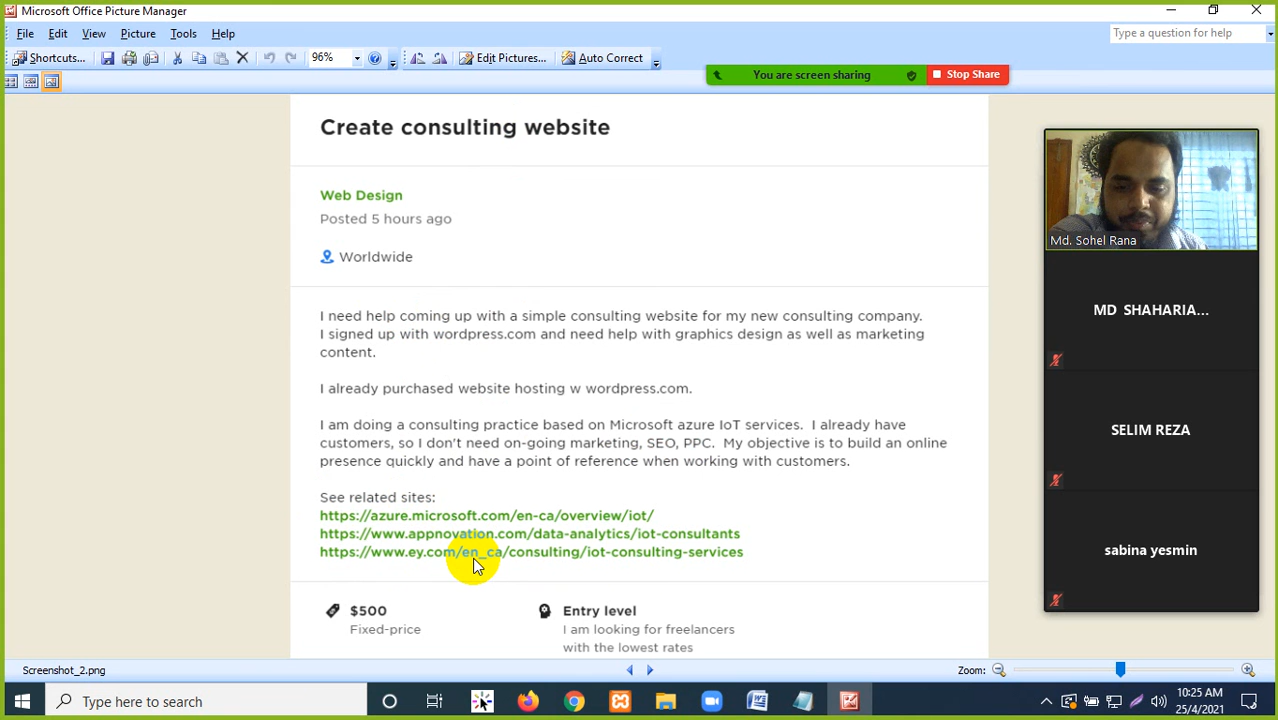 Microsoft Office Picture Manager
File Edit View Picture Tools Help
Type a question for help
Shortcuts... 96% Edit Pictures... Auto Correct
You are screen sharing Stop Share
Create consulting website
Web Design
Posted 5 hours ago
Worldwide
I need help coming up with a simple consulting website for my new consulting company.
I signed up with wordpress.com and need help with graphics design as well as marketing
content.
I already purchased website hosting w wordpress.com.
I am doing a consulting practice based on Microsoft azure IoT services. I already have
customers, so I don't need on-going marketing, SEO, PPC. My objective is to build an online
presence quickly and have a point of reference when working with customers.
See related sites:
https://azure.microsoft.com/en-ca/overview/iot/
https://www.appnovation.com/data-analytics/iot-consultants
https://www.ey.com/en_ca/consulting/iot-consulting-services
$500
Fixed-price
Entry level
I am looking for freelancers
with the lowest rates
Md. Sohel Rana
MD SHAHARIA...
SELIM REZA
sabina yesmin
Screenshot_2.png
Zoom:
Type here to search
10:25 AM
25/4/2021